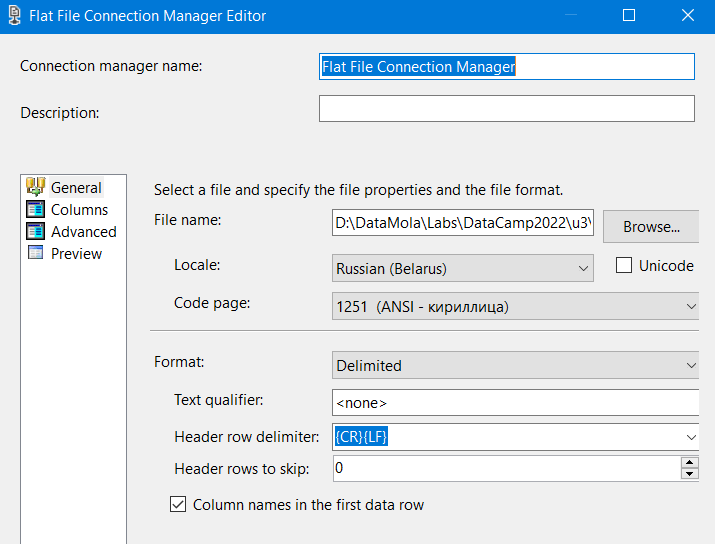 Flat File Connection Manager Editor
Connection manager name: Flat File Connection Manager
Description:
General
Columns
Advanced
Preview
Select a file and specify the file properties and the file format.
File name: D:\DataMola\Labs\DataCamp2022\u3\ Browse...
Locale: Russian (Belarus) Unicode
Code page: 1251 (ANSI - кириллица)
Format: Delimited
Text qualifier: <none>
Header row delimiter: {CR}{LF}
Header rows to skip: 0
Column names in the first data row